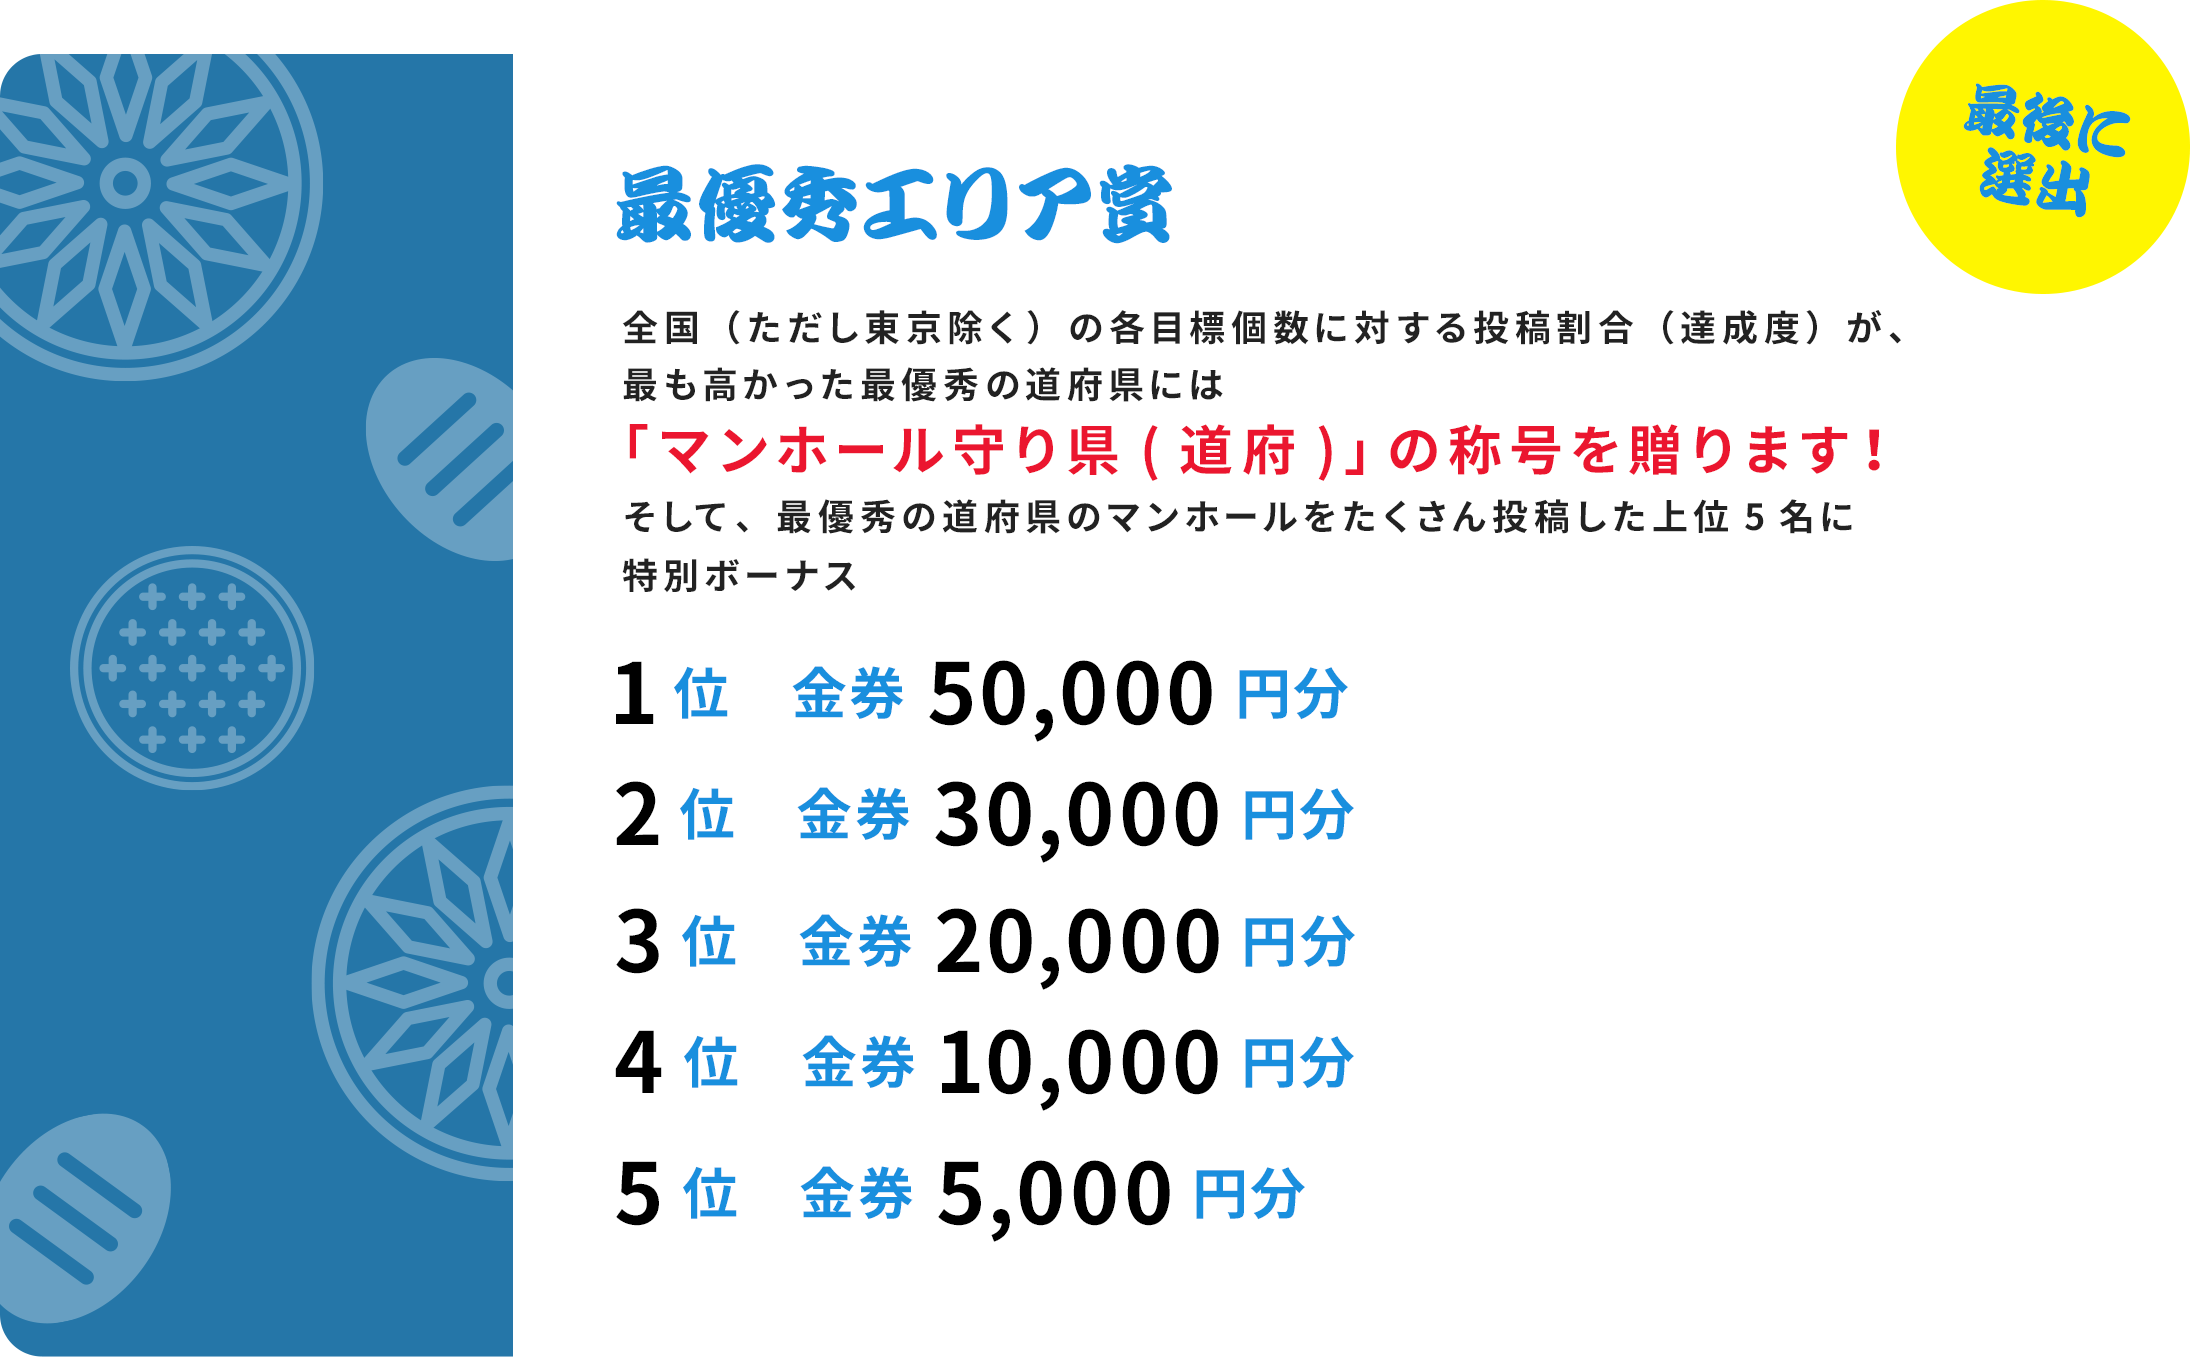 最後に
選出
最優秀エリア賞
全国（ただし東京除く）の各目標個数に対する投稿割合（達成度）が、
最も高かった最優秀の道府県には
「マンホール守り県(道府)」の称号を贈ります！
そして、最優秀の道府県のマンホールをたくさん投稿した上位5名に
特別ボーナス
1位　金券 50,000 円分
2位　金券 30,000 円分
3位　金券 20,000 円分
4位　金券 10,000 円分
5位　金券 5,000 円分